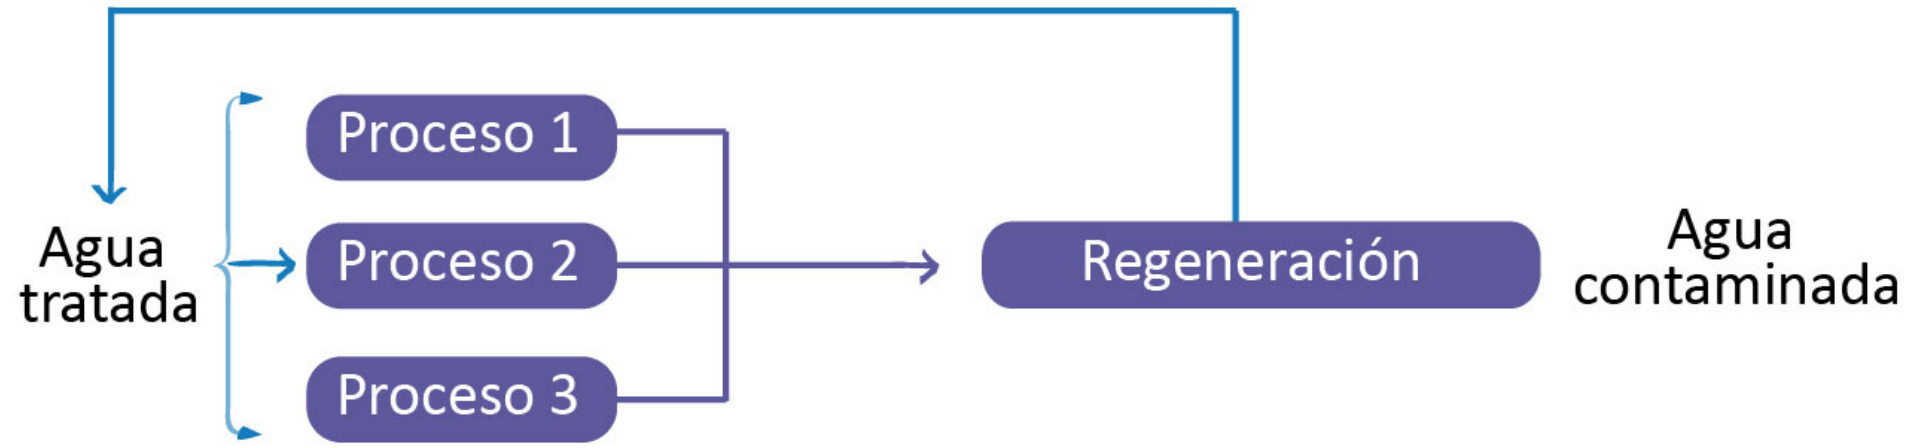 Agua
tratada
Proceso 1
Proceso 2
Proceso 3
Regeneración
Agua
contaminada